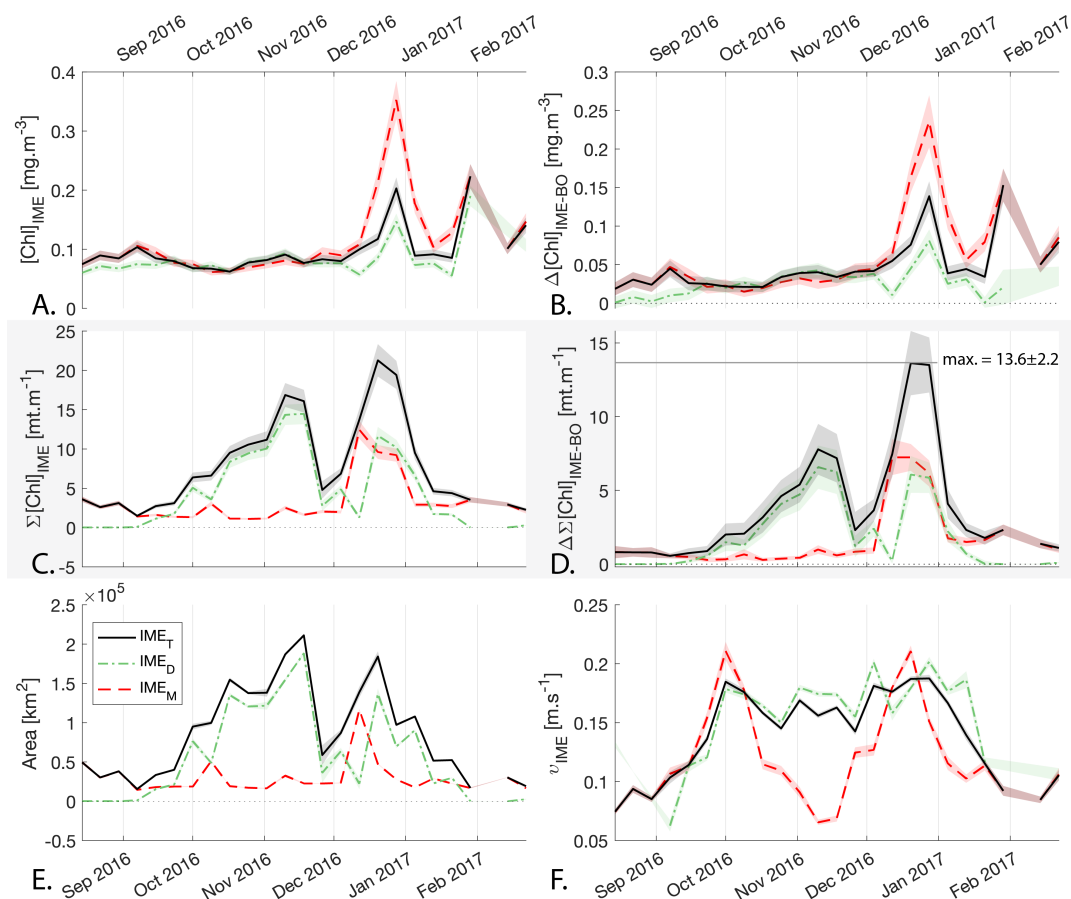 Sep 2016 Oct 2016 Nov 2016 Dec 2016 Jan 2017 Feb 2017
Sep 2016 Oct 2016 Nov 2016 Dec 2016 Jan 2017 Feb 2017
[Chl]IME [mg.m-3]
0.4
0.3
0.2
0.1
0
A.
Δ[Chl]IME-BO [mg.m-3]
0.3
0.25
0.2
0.15
0.1
0.05
0
B.
Σ[Chl]IME [mt.m-1]
25
20
15
10
5
0
-5
C.
ΔΣ[Chl]IME-BO [mt.m-1]
15
10
5
0
max. = 13.6±2.2
D.
×10^5
Area [km2]
2.5
2
1.5
1
0.5
0
-0.5
IME_T
IME_D
IME_M
E.
Sep 2016 Oct 2016 Nov 2016 Dec 2016 Jan 2017 Feb 2017
vIME [m.s-1]
0.25
0.2
0.15
0.1
0.05
F.
Sep 2016 Oct 2016 Nov 2016 Dec 2016 Jan 2017 Feb 2017